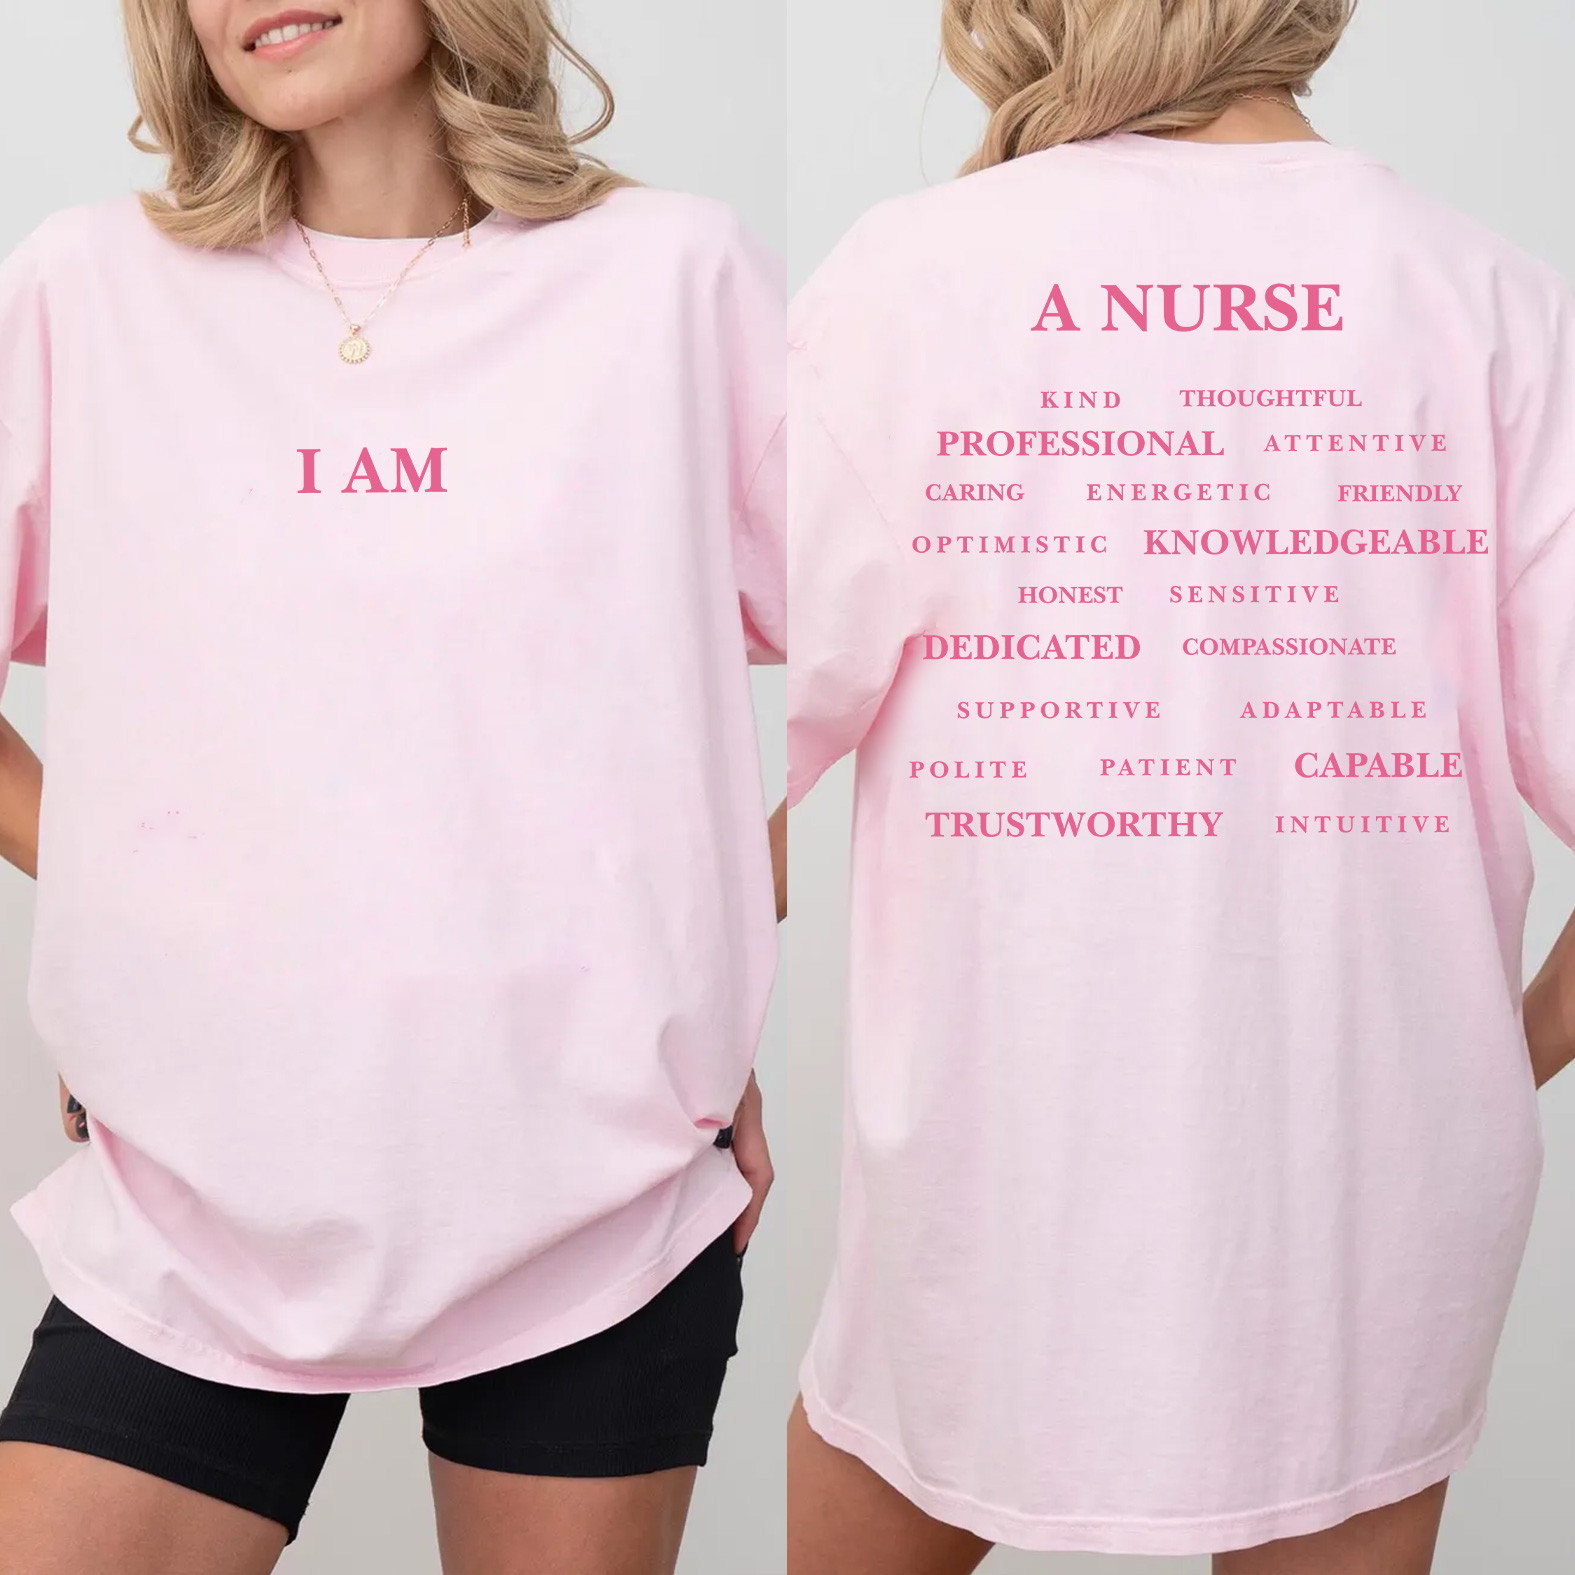 I AM
A NURSE
KIND THOUGHTFUL
PROFESSIONAL ATTENTIVE
CARING ENERGETIC FRIENDLY
OPTIMISTIC KNOWLEDGEABLE
HONEST SENSITIVE
DEDICATED COMPASSIONATE
SUPPORTIVE ADAPTABLE
POLITE PATIENT CAPABLE
TRUSTWORTHY INTUITIVE